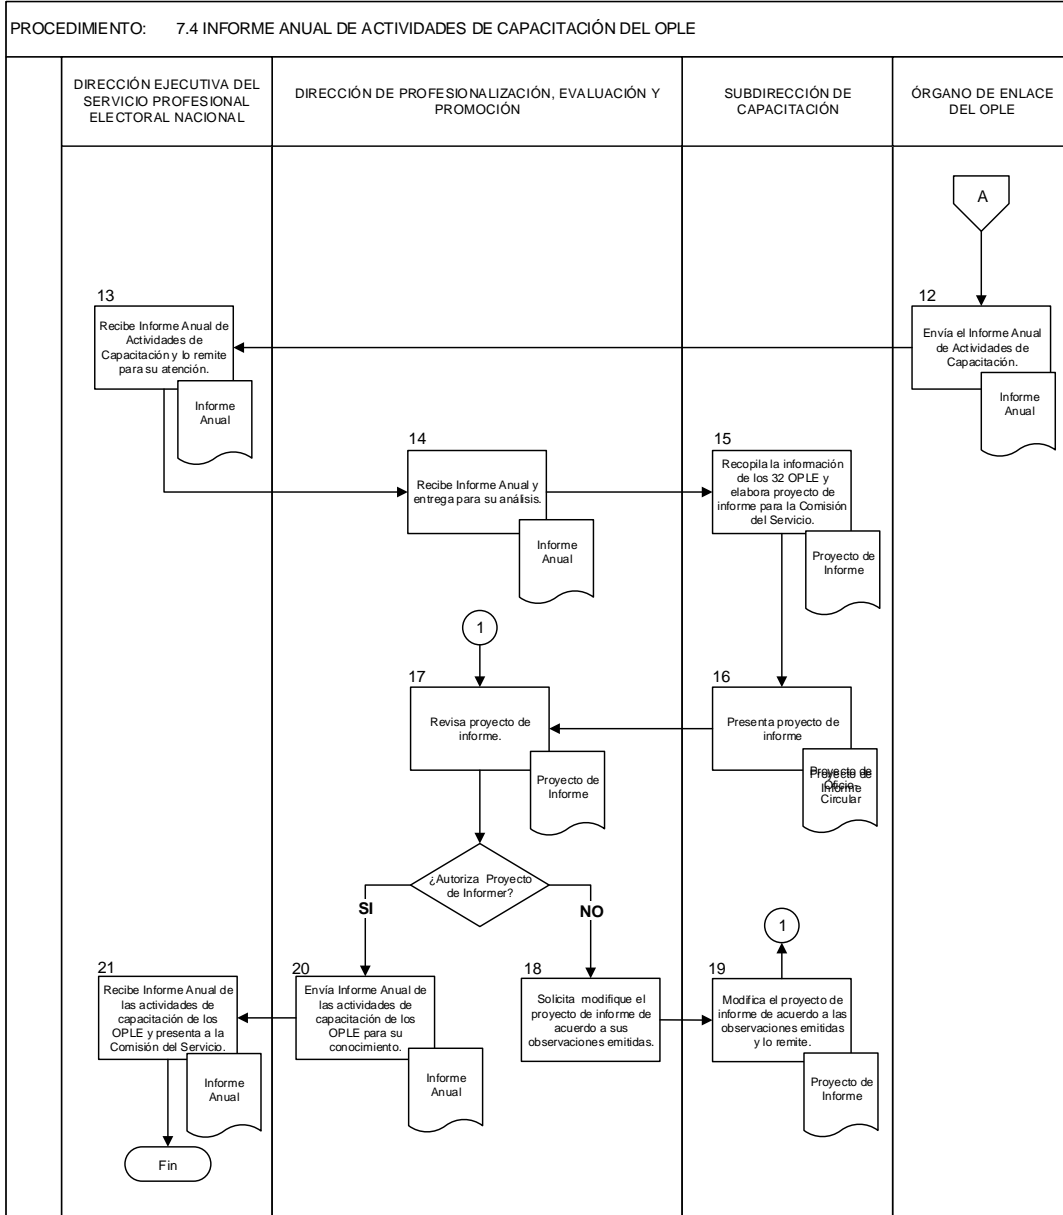 PROCEDIMIENTO: 7.4 INFORME ANUAL DE ACTIVIDADES DE CAPACITACIÓN DEL OPLE
DIRECCIÓN EJECUTIVA DEL
SERVICIO PROFESIONAL
ELECTORAL NACIONAL
DIRECCIÓN DE PROFESIONALIZACIÓN, EVALUACIÓN Y
PROMOCIÓN
SUBDIRECCIÓN DE
CAPACITACIÓN
ÓRGANO DE ENLACE
DEL OPLE
A
12
Envía el Informe Anual
de Actividades de
Capacitación.
Informe
Anual
13
Recibe Informe Anual de
Actividades de
Capacitación y lo remite
para su atención.
Informe
Anual
14
Recibe Informe Anual y
entrega para su análisis.
Informe
Anual
15
Recopila la información
de los 32 OPLE y
elabora proyecto de
informe para la Comisión
del Servicio.
Proyecto de
Informe
16
Presenta proyecto de
informe
Proyecto de
Informe
Proyecto de
Oficio-
Circular
1
17
Revisa proyecto de
informe.
Proyecto de
Informe
¿Autoriza Proyecto
de Informer?
SI
NO
18
Solicita modifique el
proyecto de informe de
acuerdo a sus
observaciones emitidas.
19
Modifica el proyecto de
informe de acuerdo a las
observaciones emitidas
y lo remite.
Proyecto de
Informe
1
20
Envía Informe Anual de
las actividades de
capacitación de los
OPLE para su
conocimiento.
Informe
Anual
21
Recibe Informe Anual de
las actividades de
capacitación de los
OPLE y presenta a la
Comisión del Servicio.
Informe
Anual
Fin